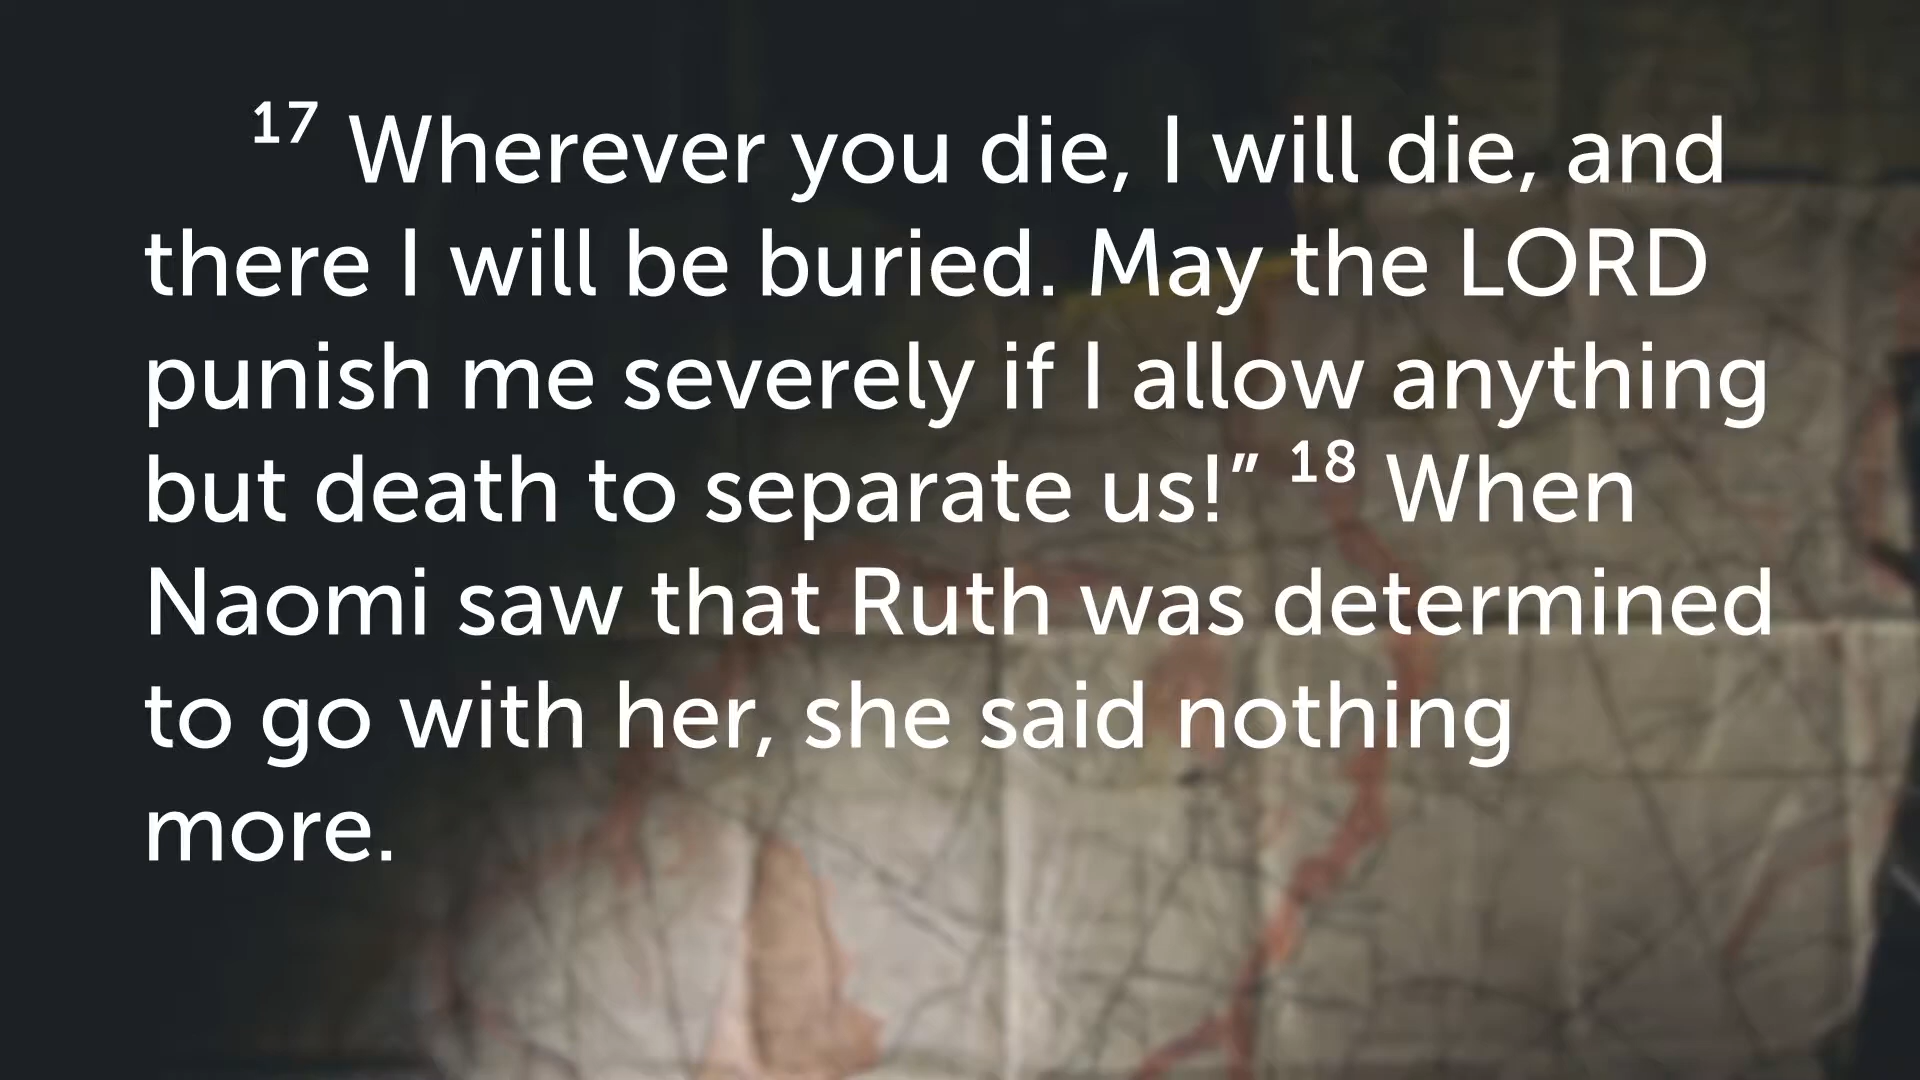 17 Wherever you die, I will die, and
there I will be buried. May the LORD
punish me severely if I allow anything
but death to separate us!” 18 When
Naomi saw that Ruth was determined
to go with her, she said nothing
more.